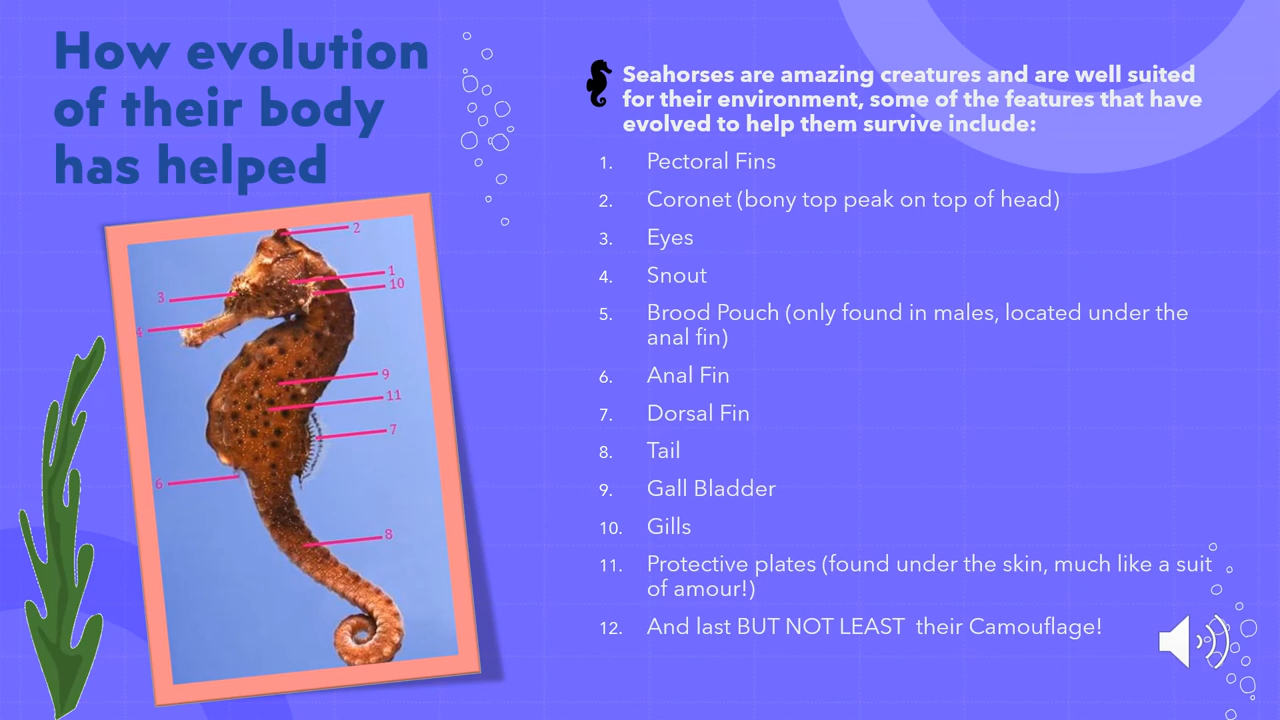 How evolution
of their body
has helped
2
1
10
3
4
9
11
7
6
8
Seahorses are amazing creatures and are well suited
for their environment, some of the features that have
evolved to help them survive include:
1. Pectoral Fins
2. Coronet (bony top peak on top of head)
3. Eyes
4. Snout
5. Brood Pouch (only found in males, located under the
anal fin)
6. Anal Fin
7. Dorsal Fin
8. Tail
9. Gall Bladder
10. Gills
11. Protective plates (found under the skin, much like a suit
of amour!)
12. And last BUT NOT LEAST their Camouflage!